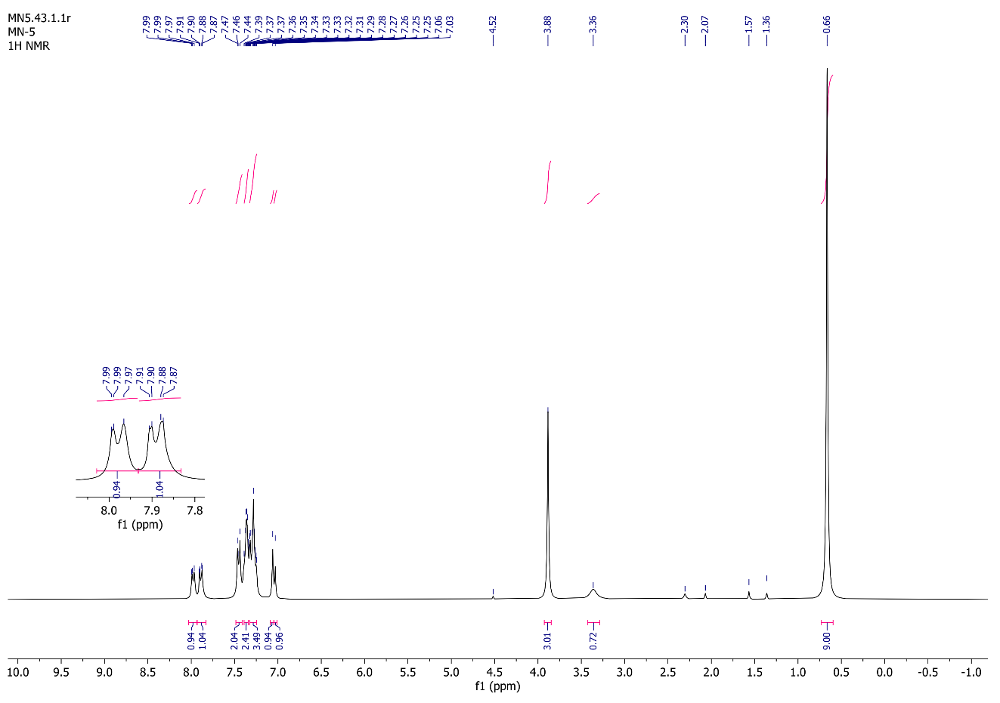 MN5.43.1.1r
MN-5
1H NMR
7.99 7.99 7.97 7.91 7.90 7.88 7.87 7.47 7.46 7.44 7.39 7.37 7.37 7.36 7.35 7.34 7.33 7.33 7.32 7.31 7.29 7.28 7.27 7.26 7.25 7.25 7.06 7.03 4.52 3.88 3.36 2.30 2.07 1.57 1.36 0.66
7.99 7.99 7.97 7.91 7.90 7.88 7.87
0.94 1.04
8.0 7.9 7.8
f1 (ppm)
0.94 1.04 2.04 2.41 3.49 0.94 0.96 3.01 0.72 9.00
10.0 9.5 9.0 8.5 8.0 7.5 7.0 6.5 6.0 5.5 5.0 4.5 4.0 3.5 3.0 2.5 2.0 1.5 1.0 0.5 0.0 -0.5 -1.0
f1 (ppm)